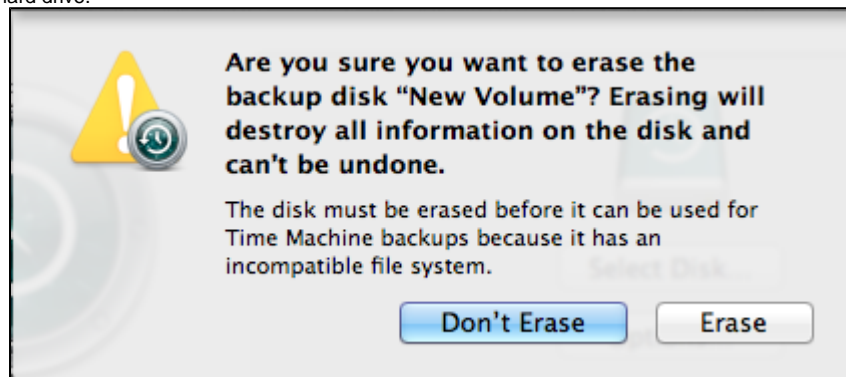 hard drive.
Are you sure you want to erase the
backup disk “New Volume”? Erasing will
destroy all information on the disk and
can't be undone.
The disk must be erased before it can be used for
Time Machine backups because it has an
incompatible file system.
Select Disk...
Don't Erase
Erase